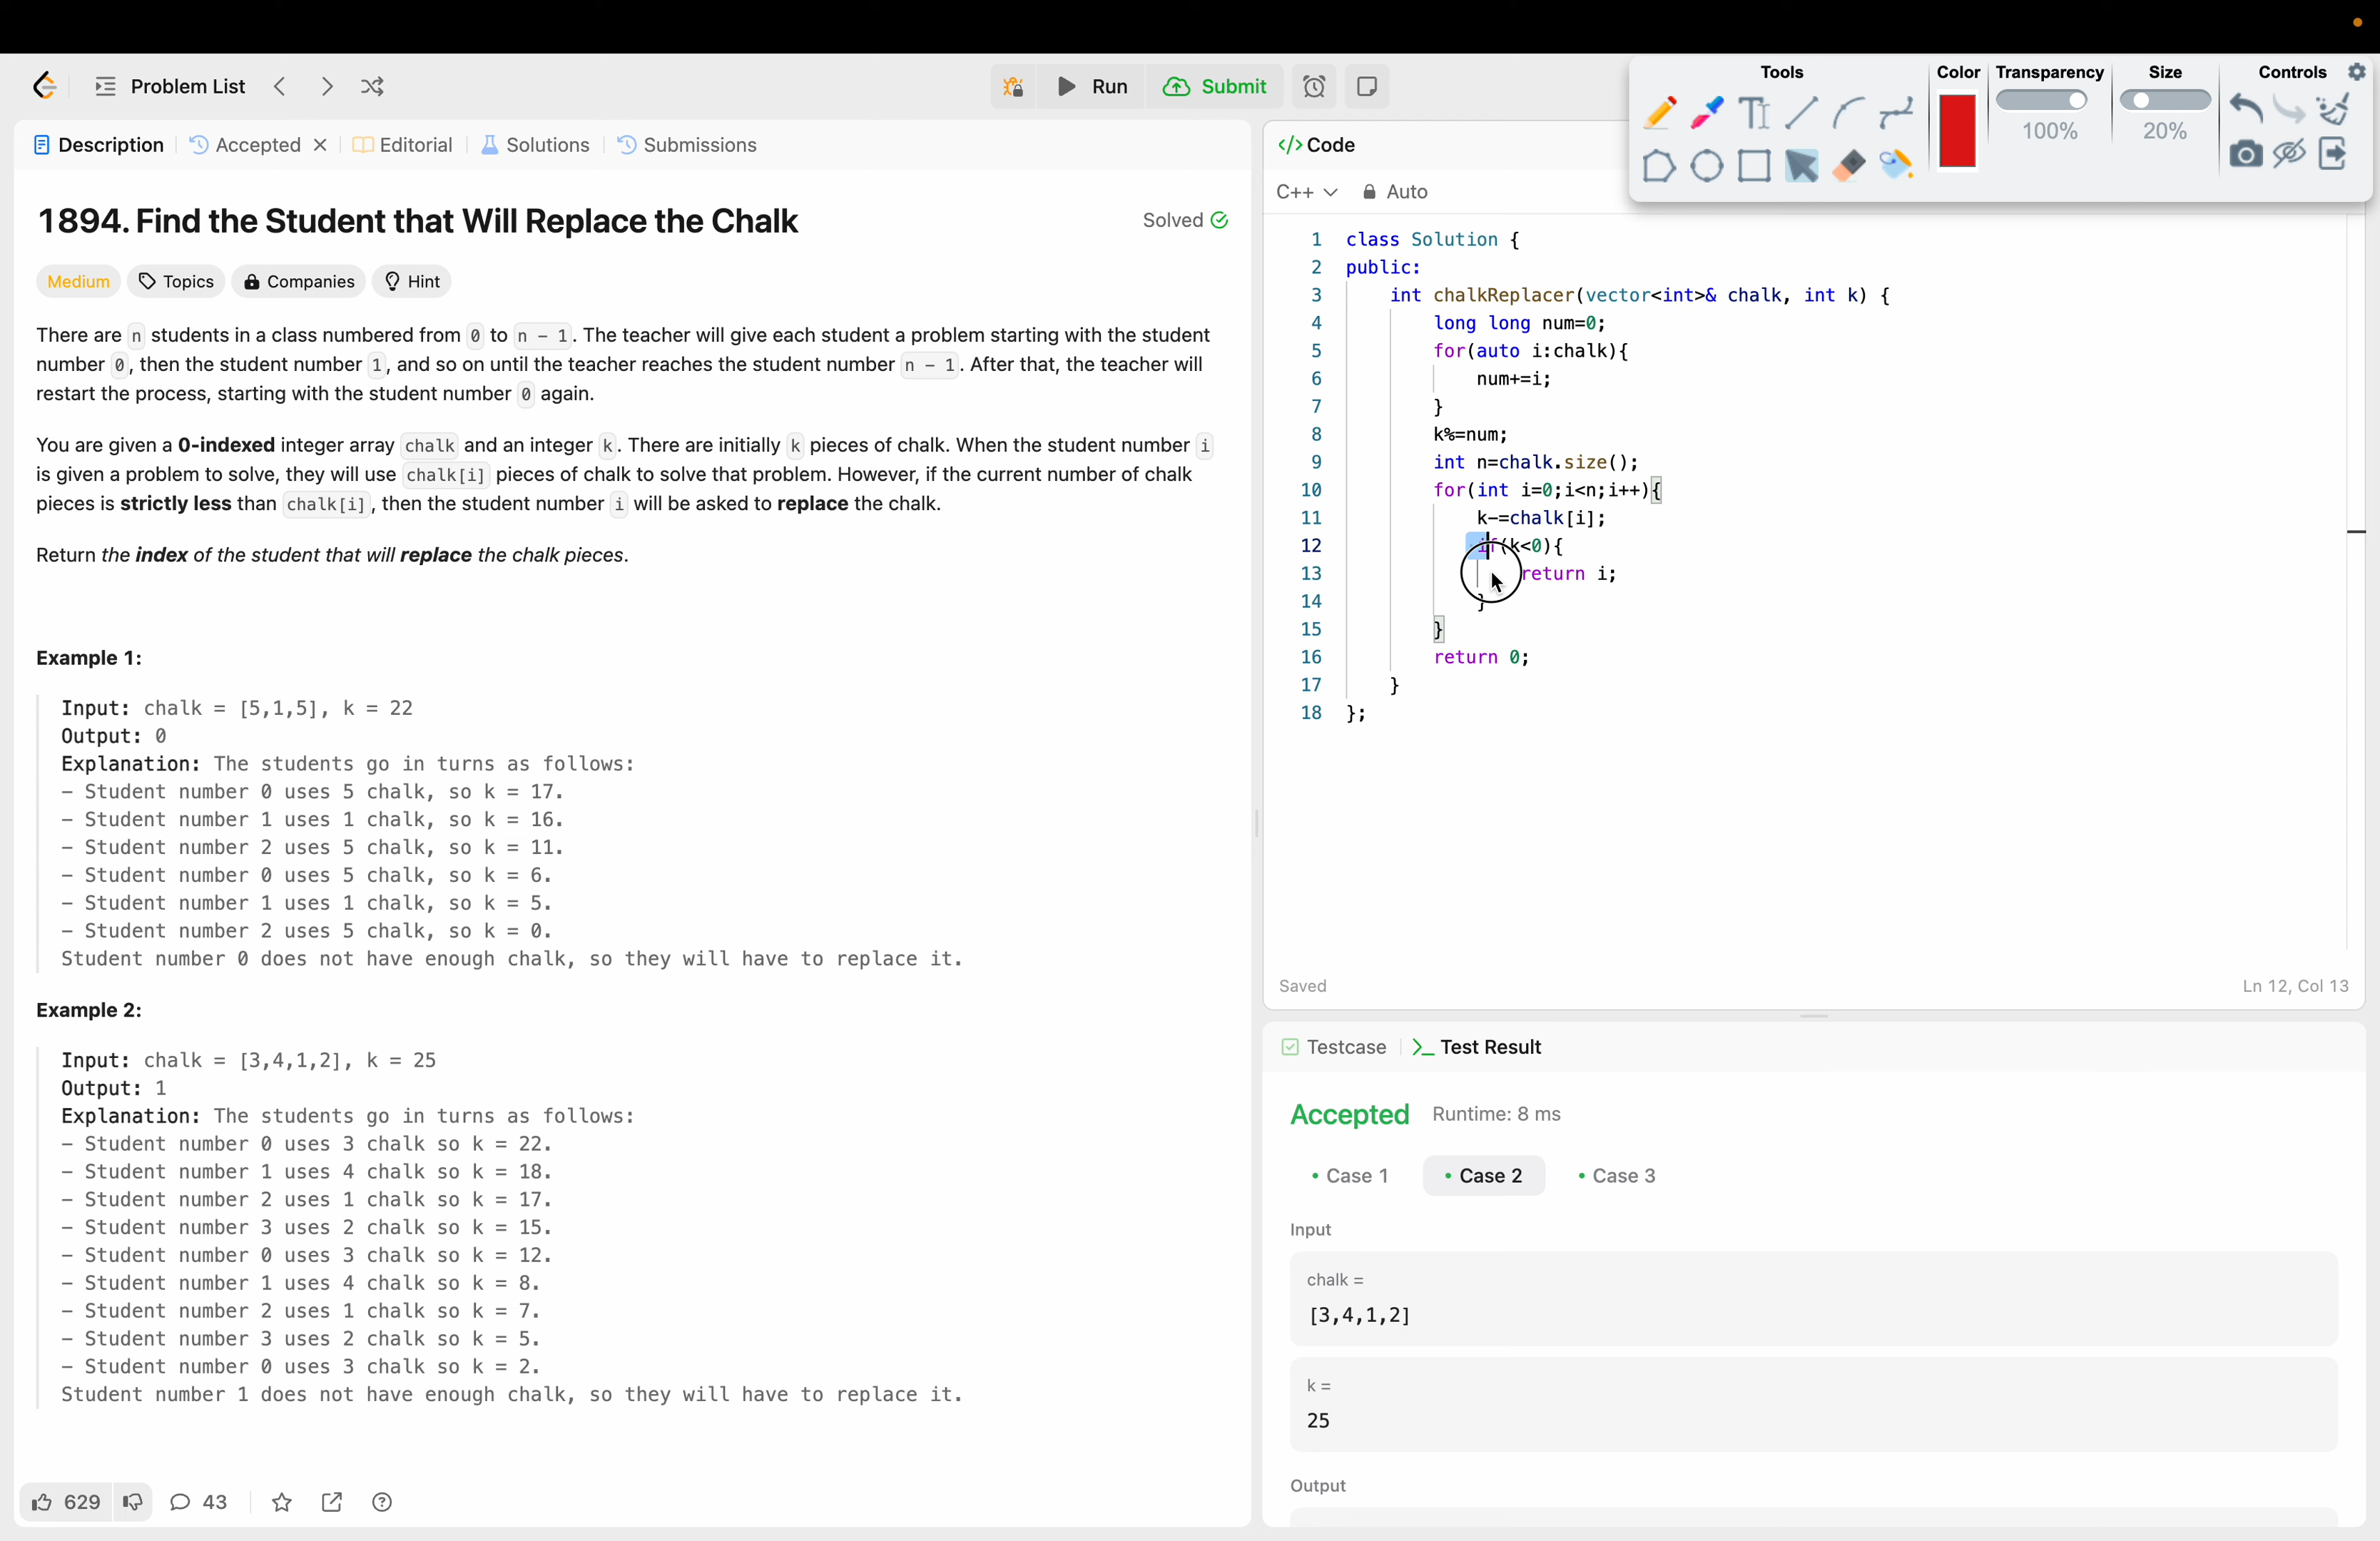 Problem List
Run
Submit
Tools
Color
Transparency
Size
Controls
100%
20%
Description
Accepted
Editorial
Solutions
Submissions
</> Code
C++
Auto
1894. Find the Student that Will Replace the Chalk
Solved
Medium
Topics
Companies
Hint
There are n students in a class numbered from 0 to n - 1. The teacher will give each student a problem starting with the student
number 0, then the student number 1, and so on until the teacher reaches the student number n - 1. After that, the teacher will
restart the process, starting with the student number 0 again.
You are given a 0-indexed integer array chalk and an integer k. There are initially k pieces of chalk. When the student number i
is given a problem to solve, they will use chalk[i] pieces of chalk to solve that problem. However, if the current number of chalk
pieces is strictly less than chalk[i], then the student number i will be asked to replace the chalk.
Return the index of the student that will replace the chalk pieces.
Example 1:
Input: chalk = [5,1,5], k = 22
Output: 0
Explanation: The students go in turns as follows:
- Student number 0 uses 5 chalk, so k = 17.
- Student number 1 uses 1 chalk, so k = 16.
- Student number 2 uses 5 chalk, so k = 11.
- Student number 0 uses 5 chalk, so k = 6.
- Student number 1 uses 1 chalk, so k = 5.
- Student number 2 uses 5 chalk, so k = 0.
Student number 0 does not have enough chalk, so they will have to replace it.
Example 2:
Input: chalk = [3,4,1,2], k = 25
Output: 1
Explanation: The students go in turns as follows:
- Student number 0 uses 3 chalk so k = 22.
- Student number 1 uses 4 chalk so k = 18.
- Student number 2 uses 1 chalk so k = 17.
- Student number 3 uses 2 chalk so k = 15.
- Student number 0 uses 3 chalk so k = 12.
- Student number 1 uses 4 chalk so k = 8.
- Student number 2 uses 1 chalk so k = 7.
- Student number 3 uses 2 chalk so k = 5.
- Student number 0 uses 3 chalk so k = 2.
Student number 1 does not have enough chalk, so they will have to replace it.
629
43
1 class Solution {
2 public:
3 int chalkReplacer(vector<int>& chalk, int k) {
4 long long num=0;
5 for(auto i:chalk){
6 num+=i;
7 }
8 k%=num;
9 int n=chalk.size();
10 for(int i=0;i<n;i++){
11 k-=chalk[i];
12 if(k<0){
13 return i;
14 }
15 }
16 return 0;
17 }
18 };
Saved
Ln 12, Col 13
Testcase
Test Result
Accepted
Runtime: 8 ms
Case 1
Case 2
Case 3
Input
chalk =
[3,4,1,2]
k =
25
Output